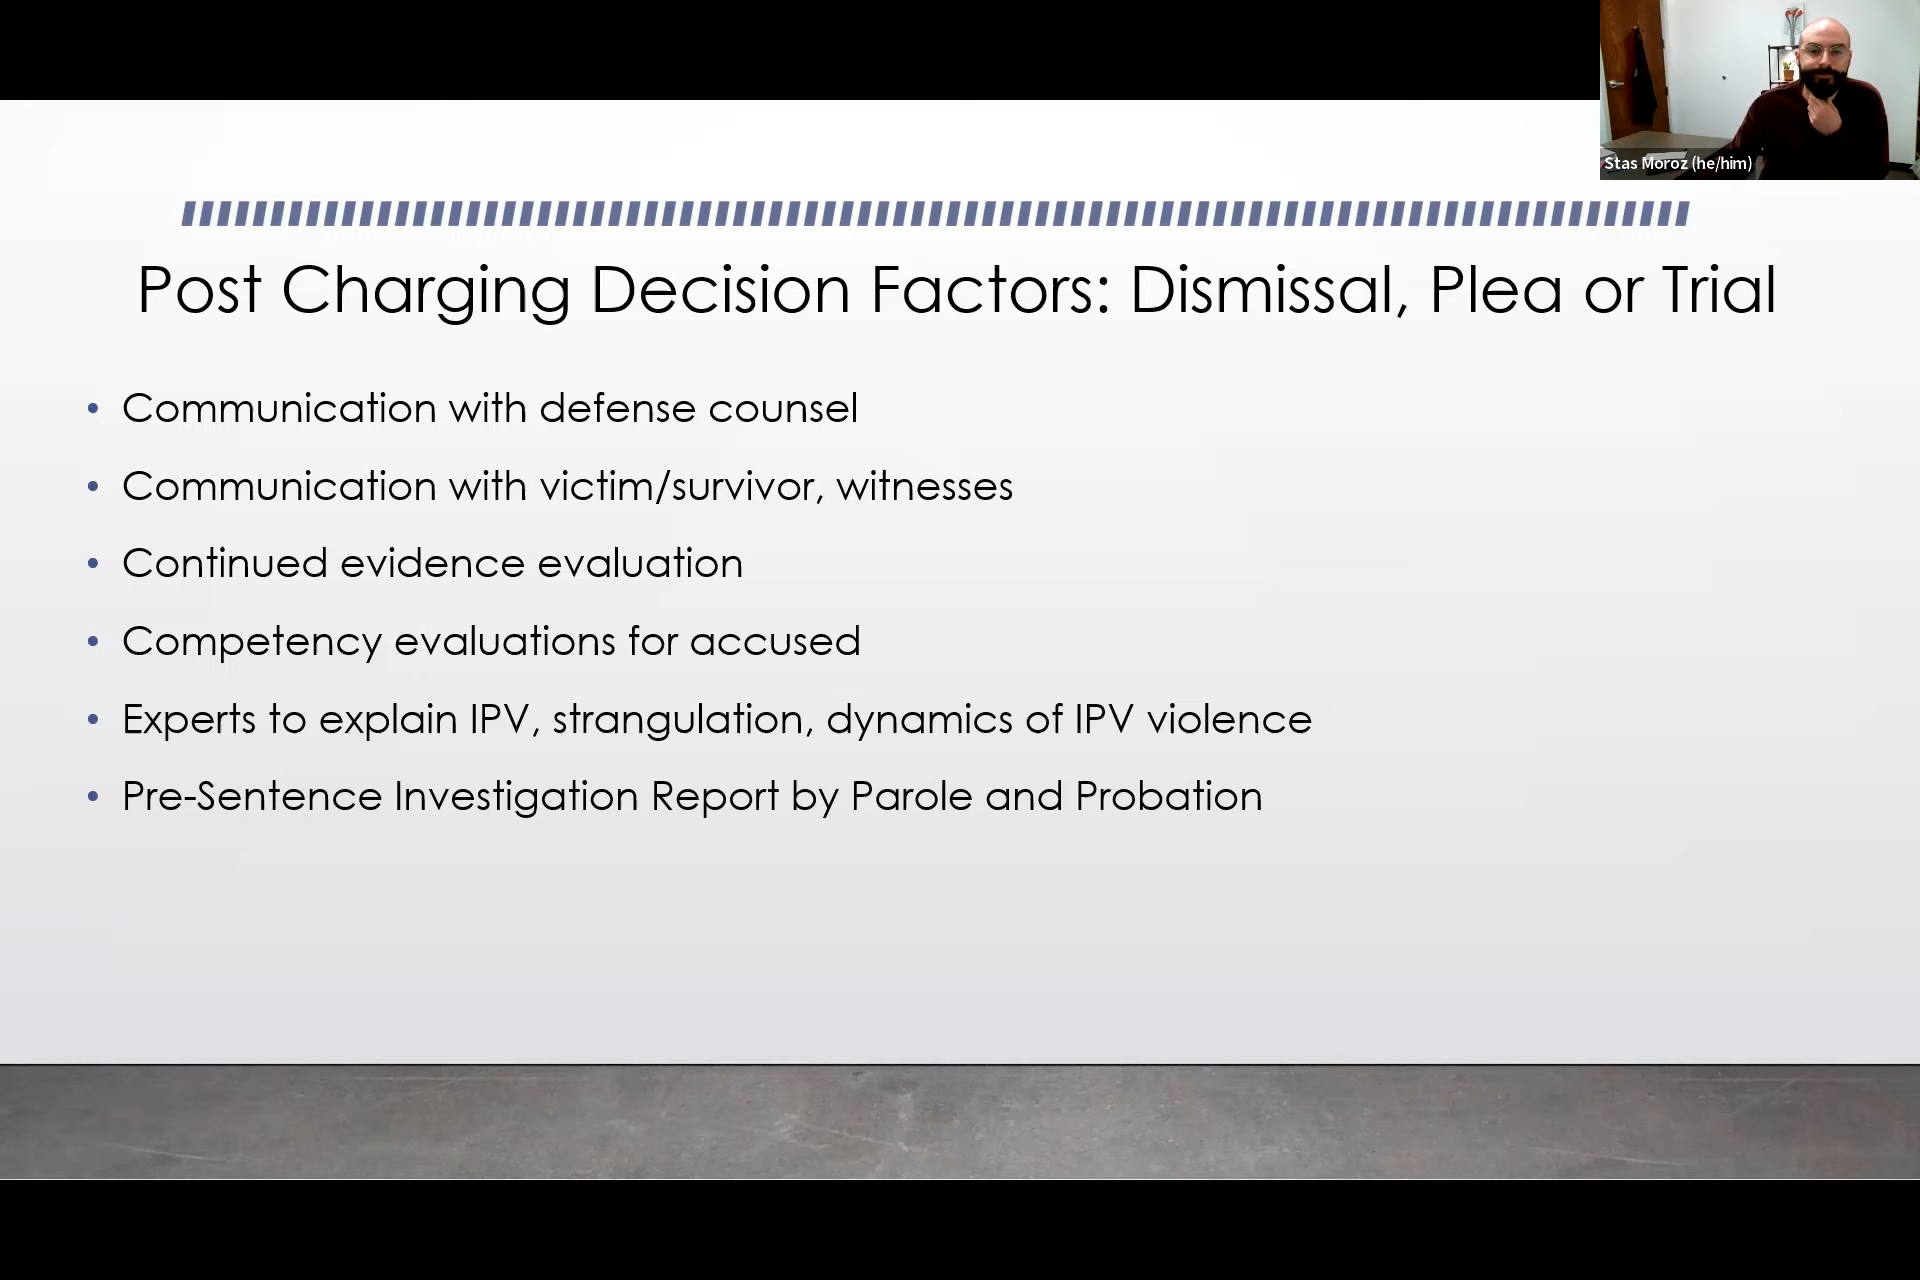 Stas Moroz (he/him)
Post Charging Decision Factors: Dismissal, Plea or Trial
• Communication with defense counsel
• Communication with victim/survivor, witnesses
• Continued evidence evaluation
• Competency evaluations for accused
• Experts to explain IPV, strangulation, dynamics of IPV violence
• Pre-Sentence Investigation Report by Parole and Probation